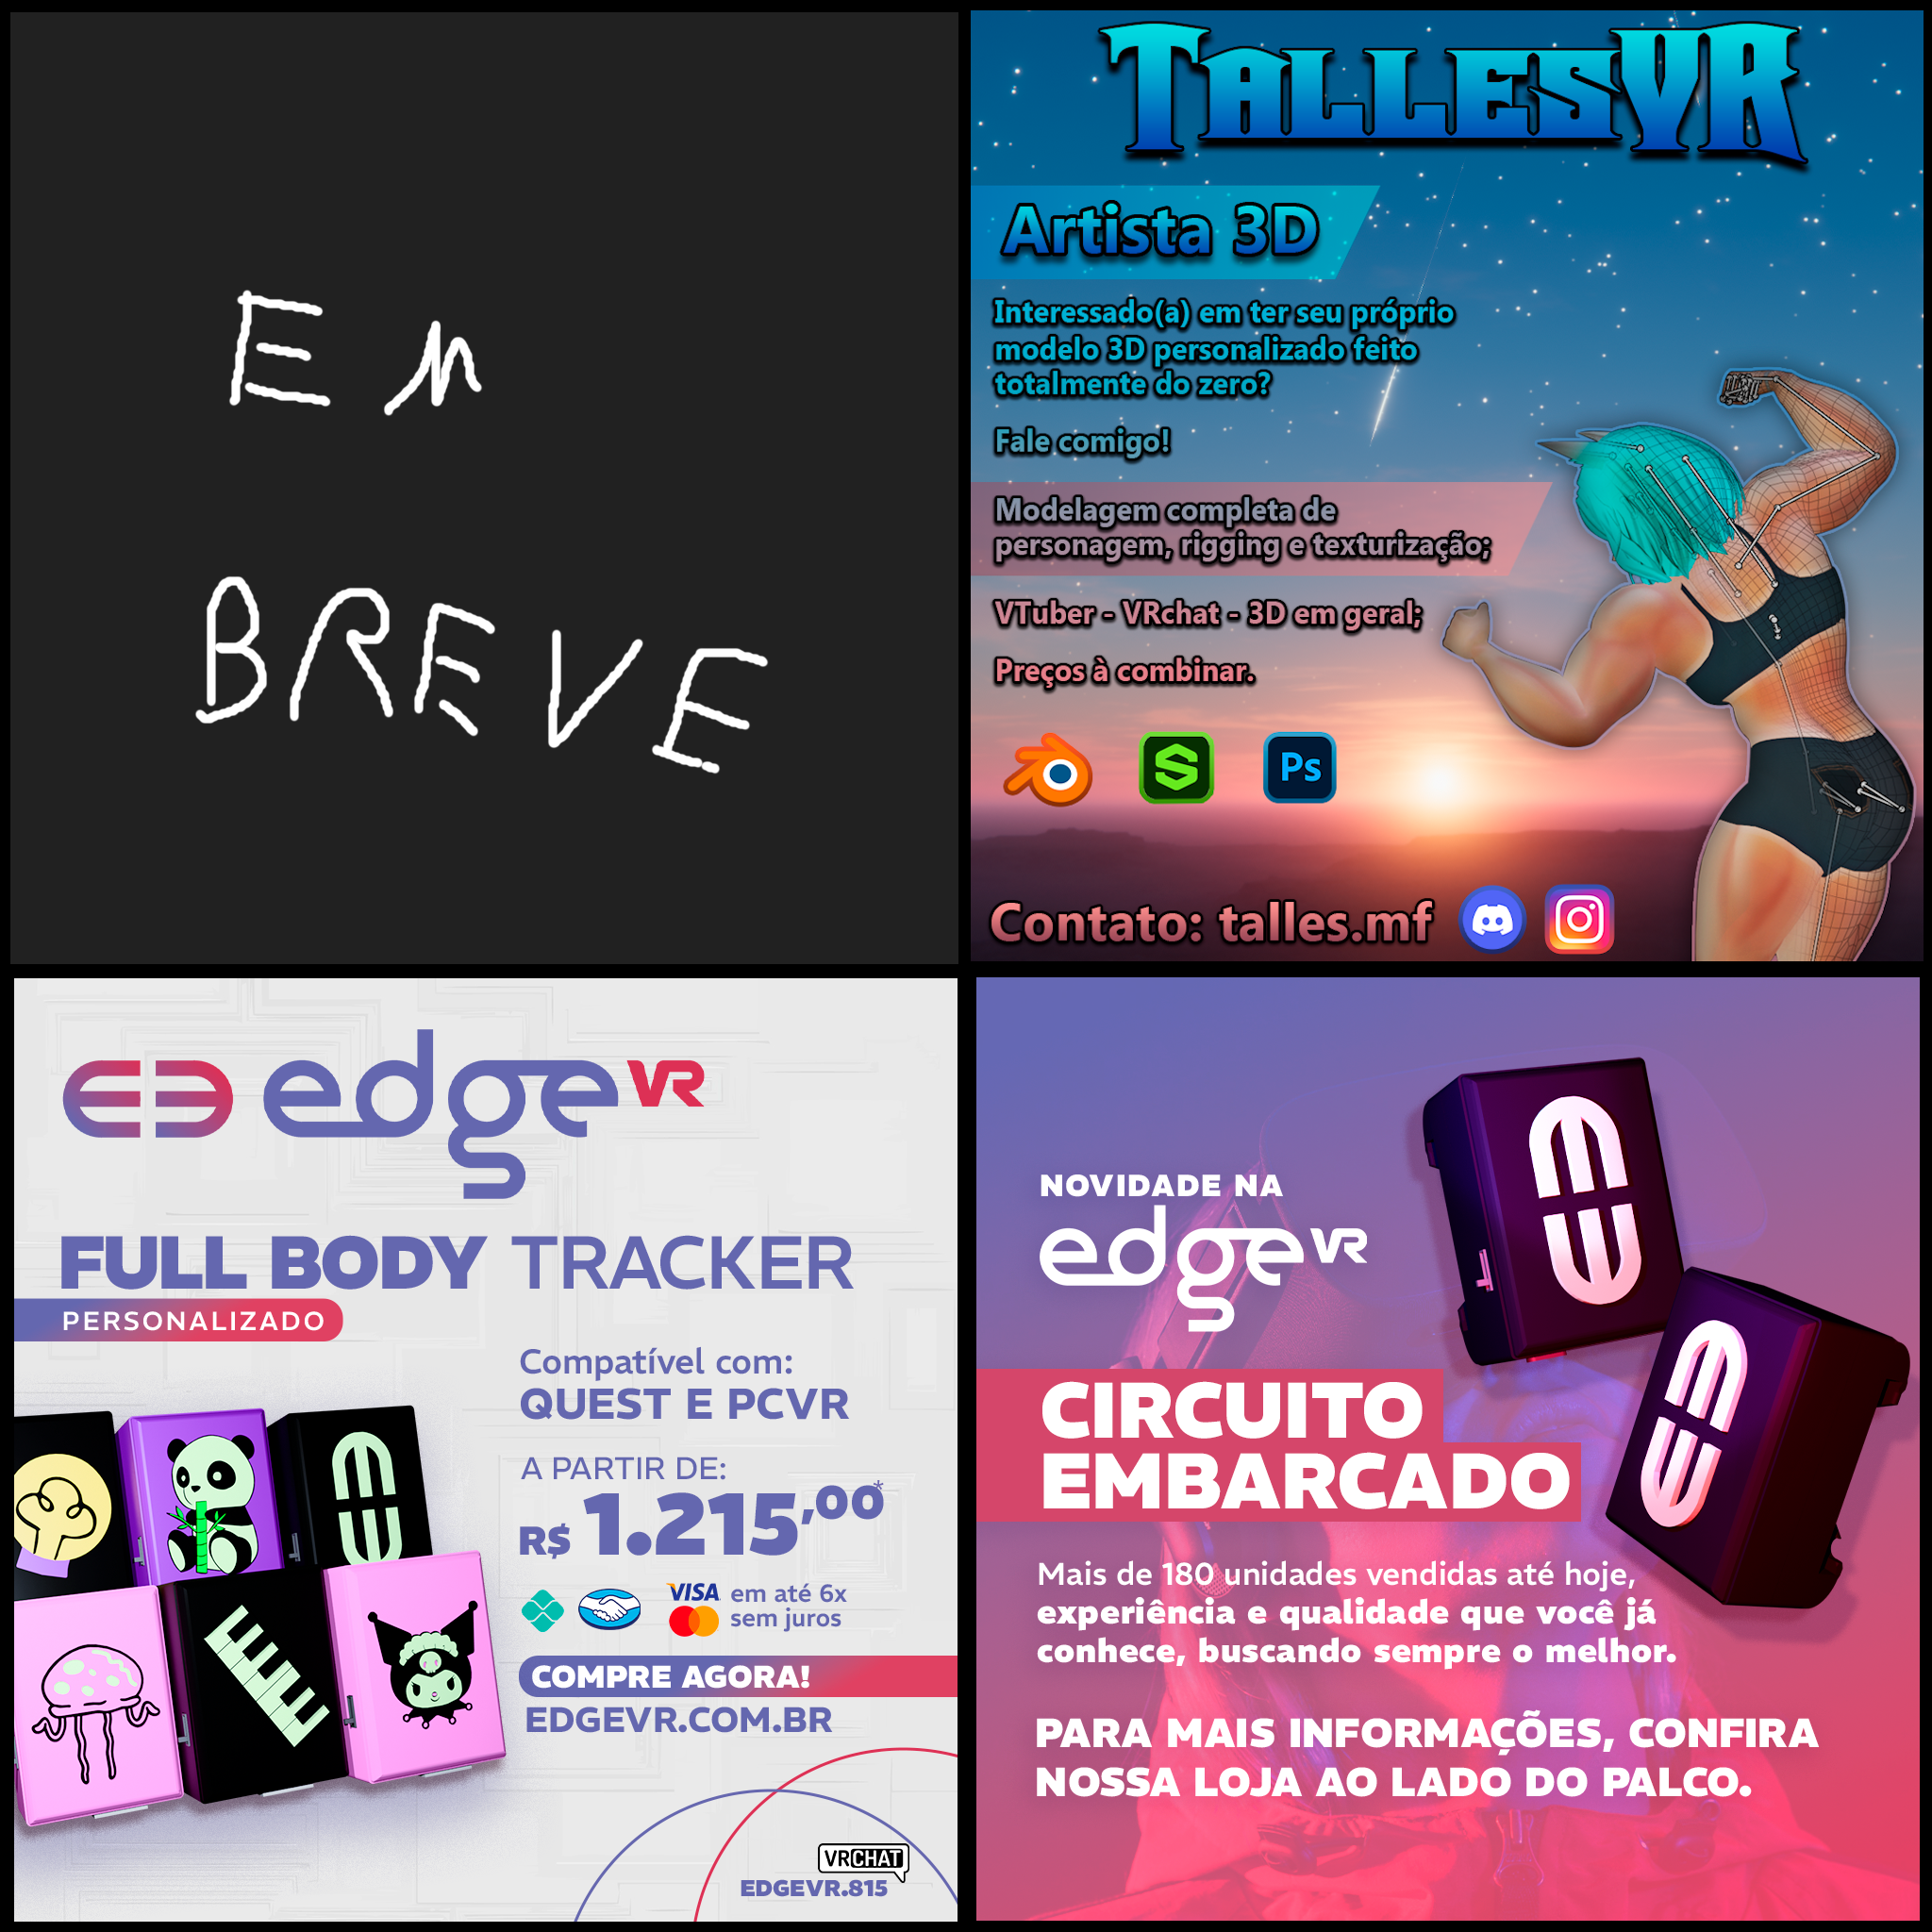 Em
BREVE
TALLESVR
Artista 3D
Interessado(a) em ter seu próprio
modelo 3D personalizado feito
totalmente do zero?
Fale comigo!
Modelagem completa de
personagem, rigging e texturização;
VTuber - VRchat - 3D em geral;
Preços à combinar.
Ps
Contato: talles.mf
edge VR
FULL BODY TRACKER
PERSONALIZADO
Compatível com:
QUEST E PCVR
A PARTIR DE:
R$ 1.215,00*
VISA em até 6x
sem juros
COMPRE AGORA!
EDGEVR.COM.BR
VRCHAT
EDGEVR.815
NOVIDADE NA
edge VR
CIRCUITO
EMBARCADO
Mais de 180 unidades vendidas até hoje,
experiência e qualidade que você já
conhece, buscando sempre o melhor.
PARA MAIS INFORMAÇÕES, CONFIRA
NOSSA LOJA AO LADO DO PALCO.